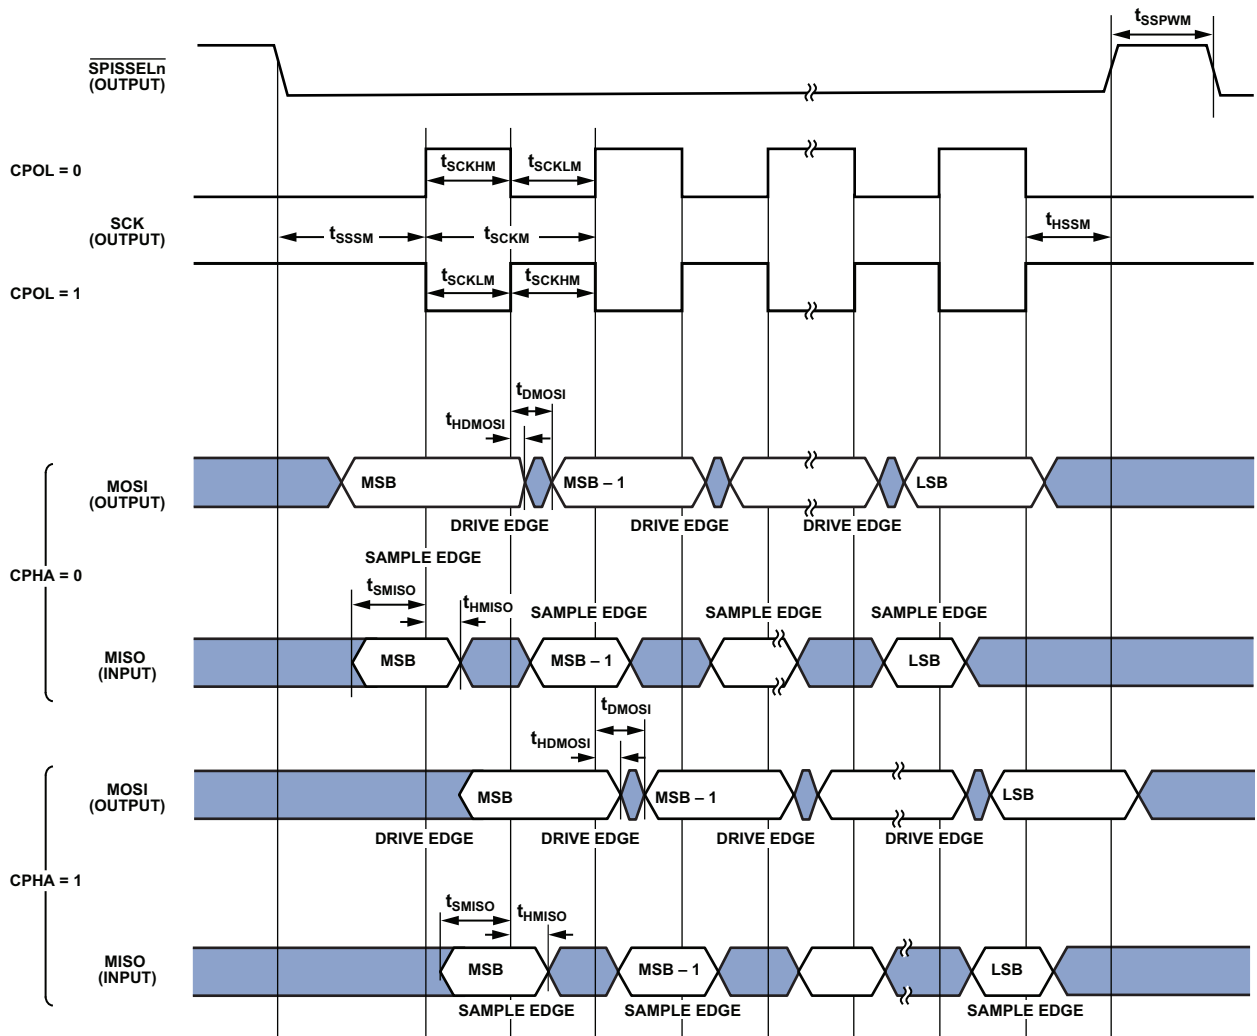 tSSPWM
SPISSELn
(OUTPUT)
CPOL = 0
tSCKHM
tSCKLM
SCK
(OUTPUT)
tSSSM
tSCKM
tHSSM
CPOL = 1
tSCKLM
tSCKHM
tDMOSI
tHDMOSI
MOSI
(OUTPUT)
MSB
MSB – 1
LSB
DRIVE EDGE
DRIVE EDGE
DRIVE EDGE
CPHA = 0
SAMPLE EDGE
tSMISO
tHMISO
SAMPLE EDGE
SAMPLE EDGE
SAMPLE EDGE
MISO
(INPUT)
MSB
MSB – 1
LSB
tDMOSI
tHDMOSI
MOSI
(OUTPUT)
MSB
MSB – 1
LSB
DRIVE EDGE
DRIVE EDGE
DRIVE EDGE
DRIVE EDGE
CPHA = 1
tSMISO
tHMISO
MISO
(INPUT)
MSB
MSB – 1
LSB
SAMPLE EDGE
SAMPLE EDGE
SAMPLE EDGE